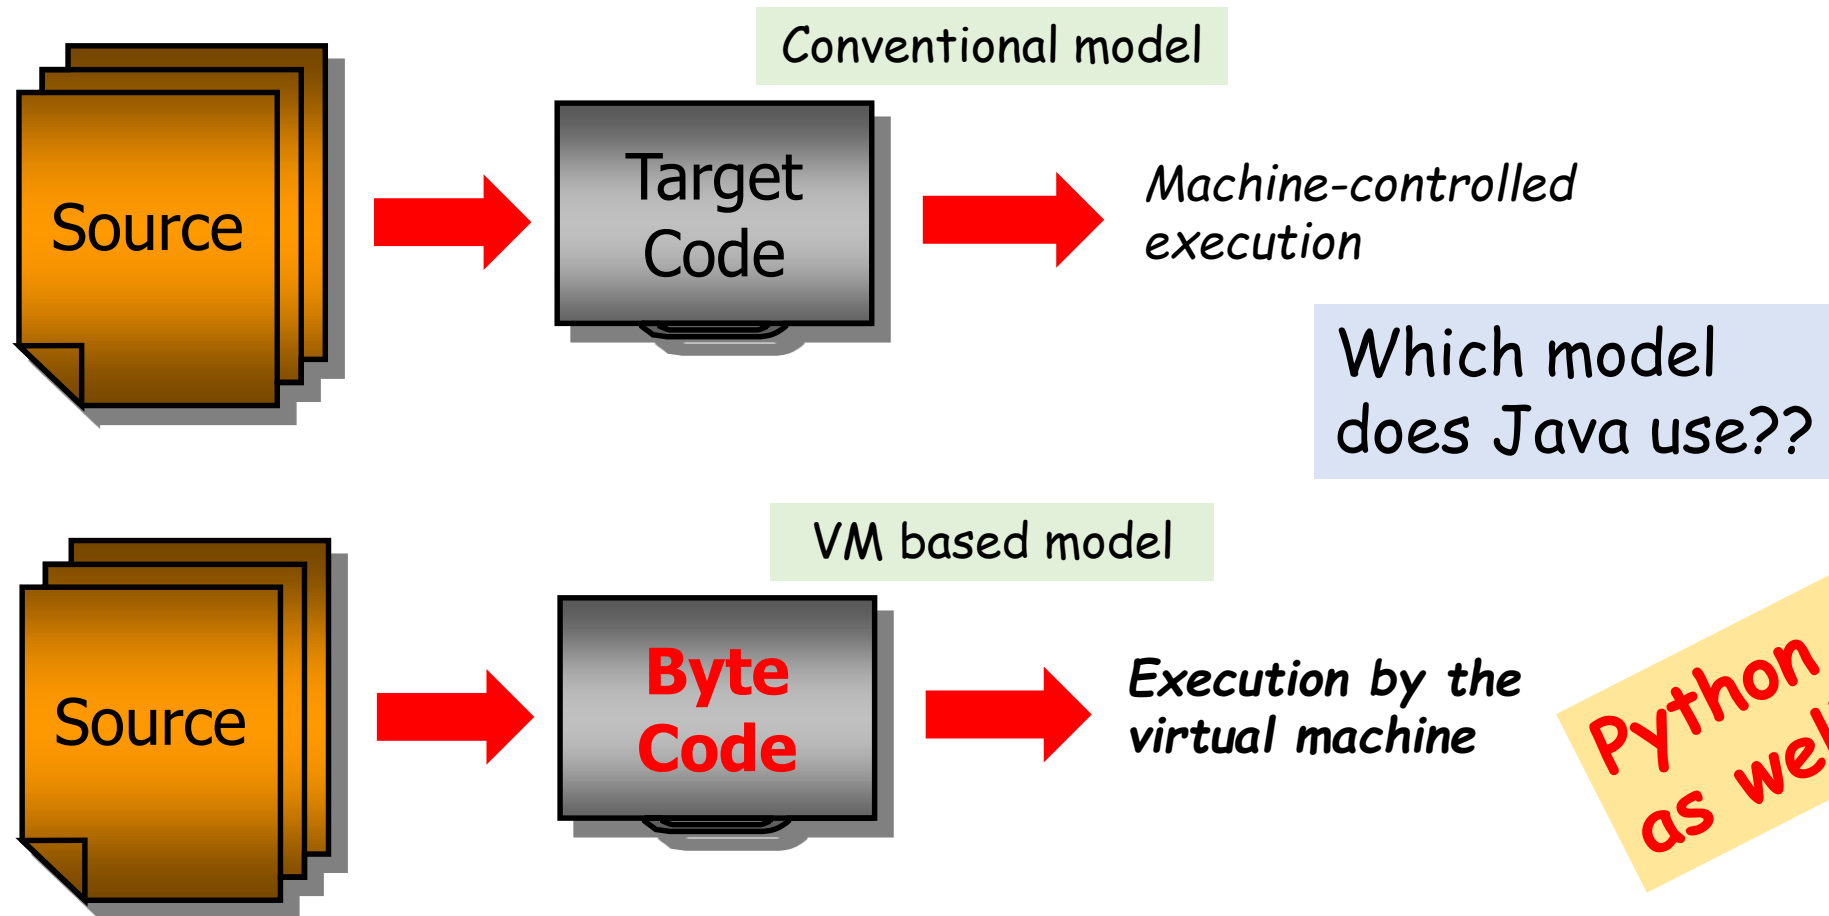 Conventional model
Source
Target
Code
Machine-controlled
execution
Which model
does Java use??
VM based model
Source
Byte
Code
Execution by the
virtual machine
Python
as